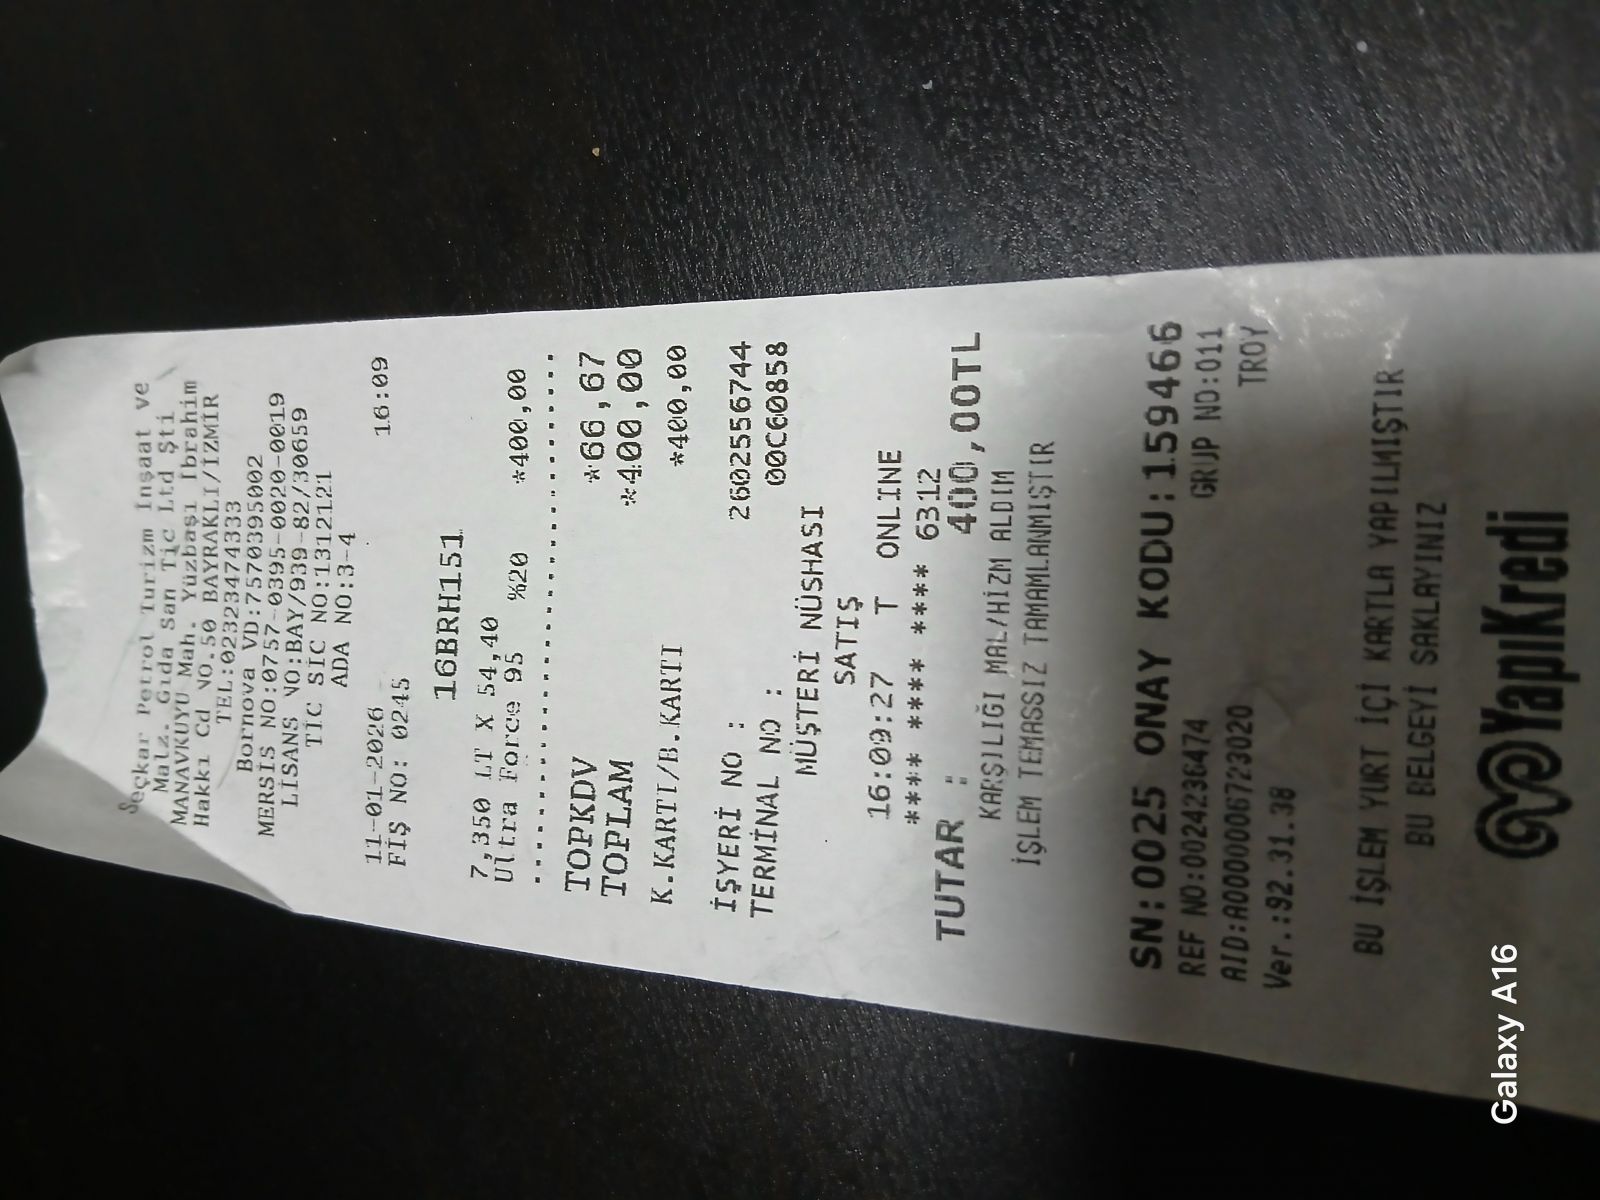 Seçkar Petrol Turizm İnşaat ve
Malz. Gıda San Tic Ltd Şti
MANAVKUYU Mah. Yüzbaşı İbrahim
Hakkı Cd NO.50 BAYRAKLI/İZMİR
TEL:02323474333
Bornova VD:7570395002
MERSİS NO:0757-0395-0020-0019
LİSANS NO:BAY/939-82/30659
TİC SİC NO:1312121
ADA NO:3-4
11-01-2026 16:09
FİŞ NO: 0245
16BRH151
7,350 LT X 54,40
Ultra Force 95 %20 *400,00
TOPKDV *66,67
TOPLAM *400,00
K.KARTI/B.KARTI *400,00
İŞYERİ NO : 2602556744
TERMİNAL NO : 00C60858
MÜŞTERİ NÜSHASI
SATIŞ
16:09:27 T ONLINE
**** **** **** 6312
TUTAR : 400,00TL
KARŞILIĞI MAL/HİZM ALDIM
İŞLEM TEMASSIZ TAMAMLANMIŞTIR
SN:0025 ONAY KODU:159466
REF NO:0024236474 GRUP NO:011
AID:A0000006723020 TROY
Ver.:92.31.38
BU İŞLEM YURT İÇİ KARTLA YAPILMIŞTIR
BU BELGEYİ SAKLAYINIZ
YapıKredi
Galaxy A16